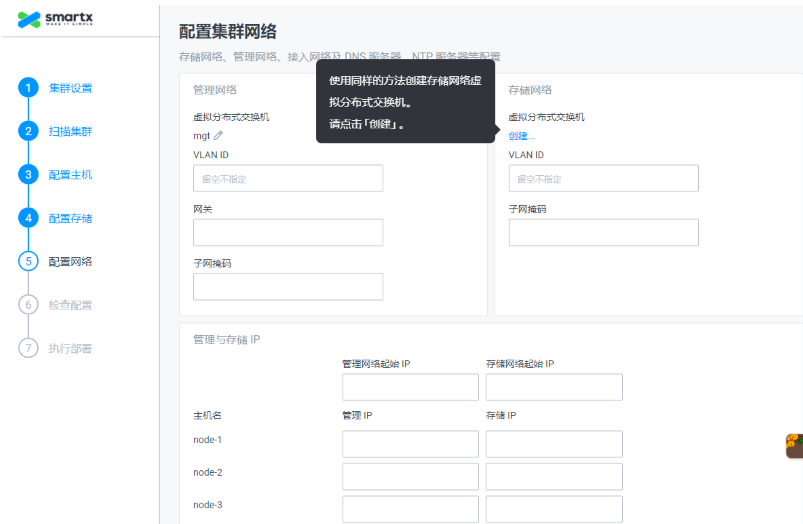 smartx
MAKE IT SIMPLE
1 集群设置
2 扫描集群
3 配置主机
4 配置存储
5 配置网络
6 检查配置
7 执行部署
配置集群网络
存储网络、管理网络、接入网络及 DNS 服务器、NTP 服务器等配置
使用同样的方法创建存储网络虚
拟分布式交换机。
请点击「创建」。
管理网络
虚拟分布式交换机
mgt
VLAN ID
留空不指定
网关
子网掩码
存储网络
虚拟分布式交换机
创建...
VLAN ID
留空不指定
子网掩码
管理与存储 IP
管理网络起始 IP 存储网络起始 IP
主机名 管理 IP 存储 IP
node-1
node-2
node-3